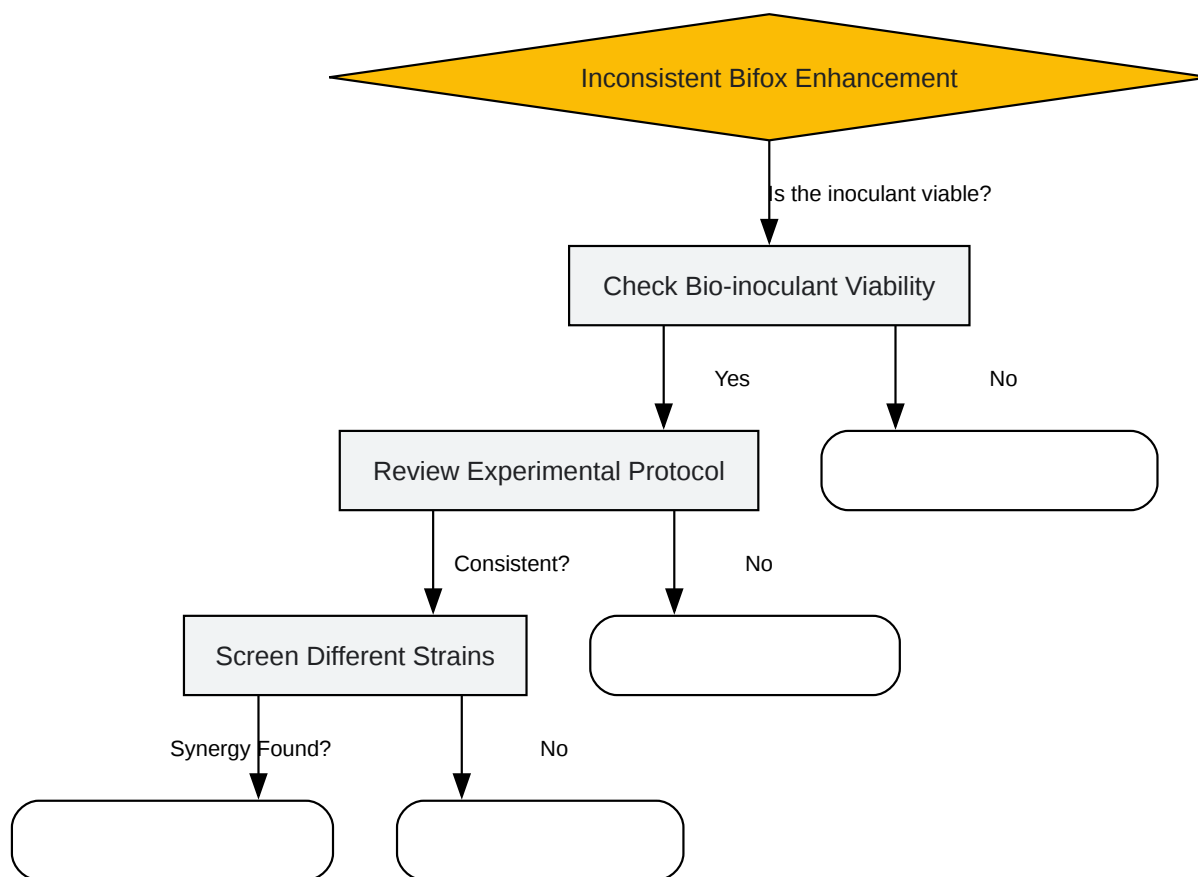 Inconsistent Bifox Enhancement
Is the inoculant viable?
Check Bio-inoculant Viability
Yes
No
Review Experimental Protocol
Consistent?
No
Screen Different Strains
Synergy Found?
No